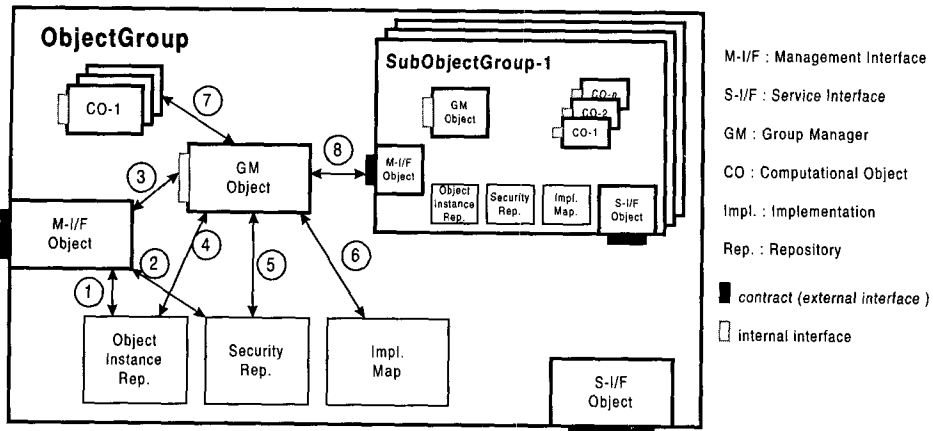 ObjectGroup
CO-1
7
GM
Object
8
3
M-I/F
Object
1
2
4
5
6
Object
Instance
Rep.
Security
Rep.
Impl.
Map
S-I/F
Object
SubObjectGroup-1
GM
Object
CO-n
CO-2
CO-1
M-I/F
Object
Object
Instance
Rep.
Security
Rep.
Impl.
Map.
S-I/F
Object
M-I/F : Management Interface
S-I/F : Service Interface
GM : Group Manager
CO : Computational Object
Impl. : Implementation
Rep. : Repository
contract (external interface )
internal interface